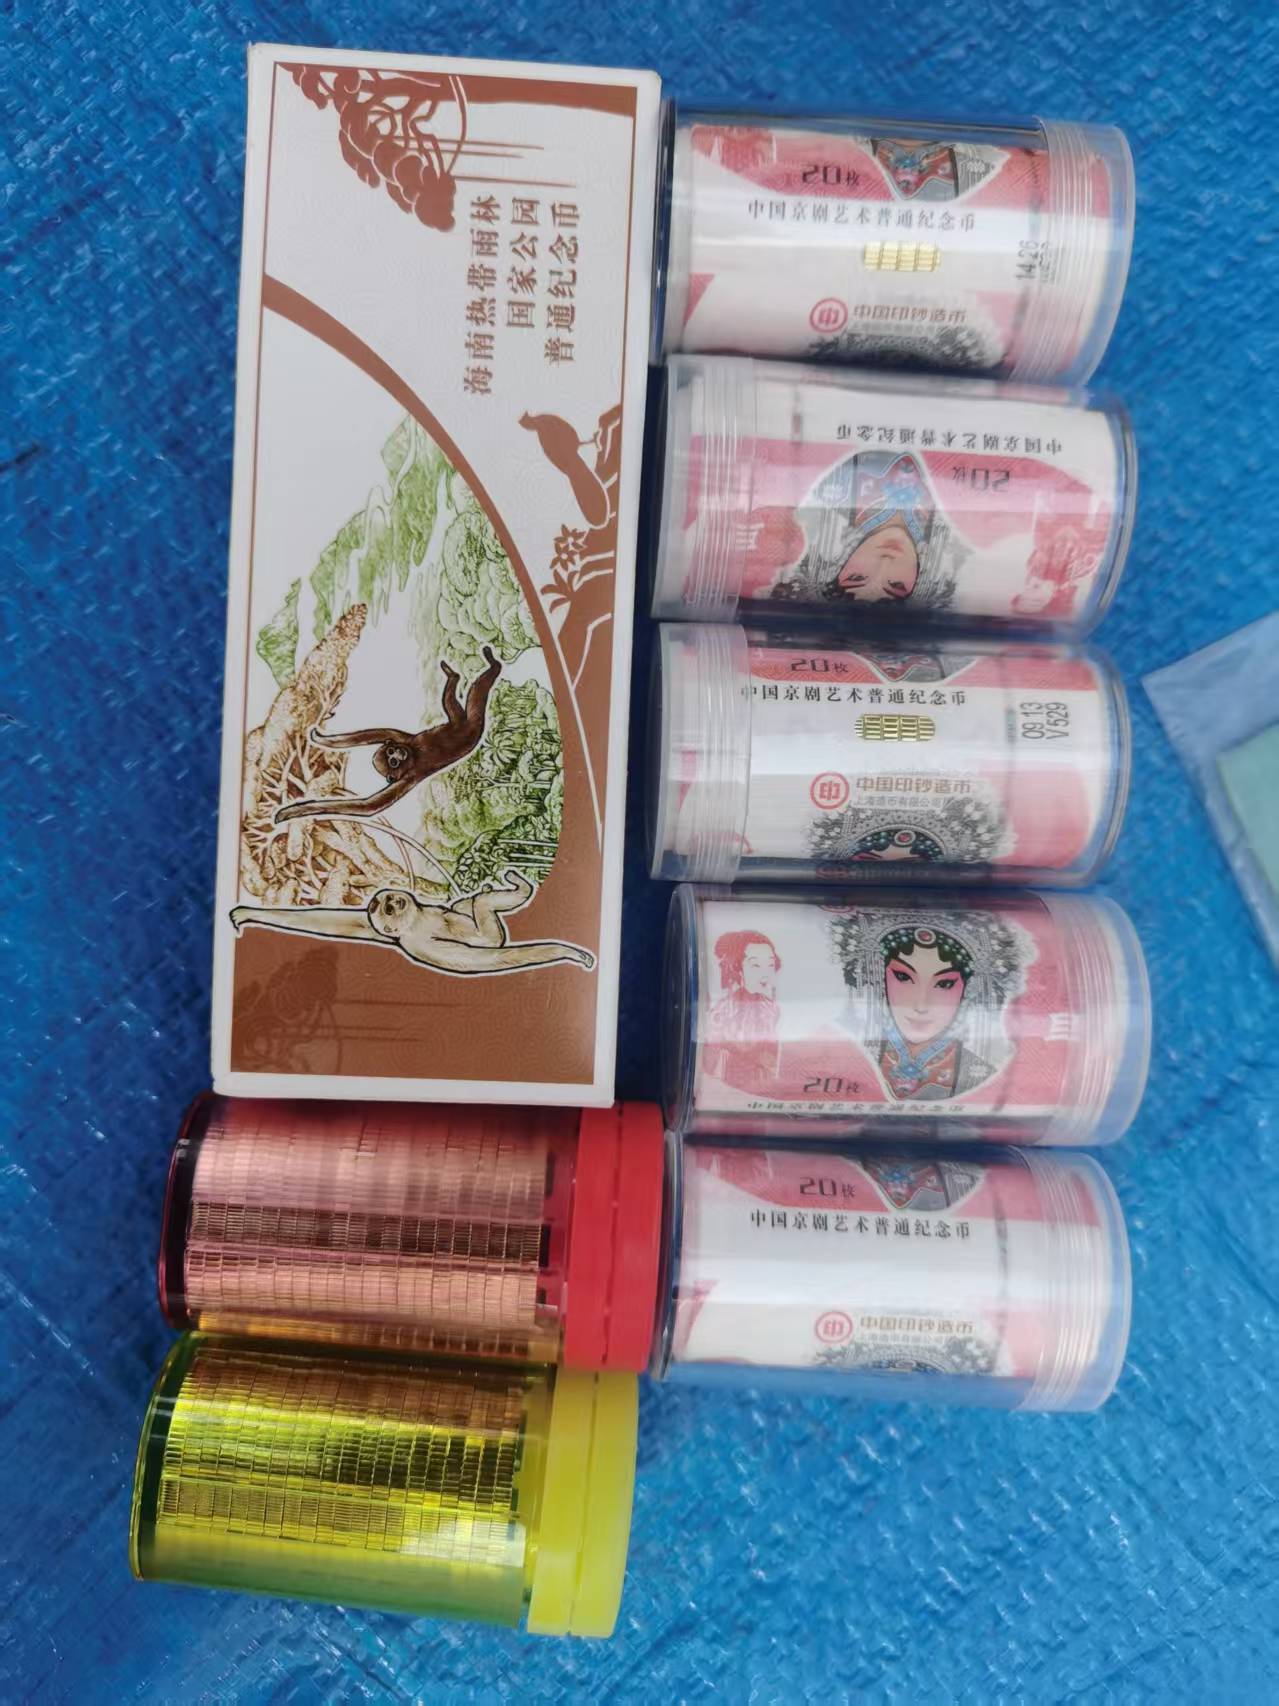 海南热带雨林
国家公园
普通纪念币
20枚
中国京剧艺术普通纪念币
14:26
中国印钞造币
中国京剧艺术普通纪念币
20枚
20枚
中国京剧艺术普通纪念币
09 13
V529
中国印钞造币
上海造币有限公司
20枚
中国京剧艺术普通纪念币
20枚
中国京剧艺术普通纪念币
中国印钞造币